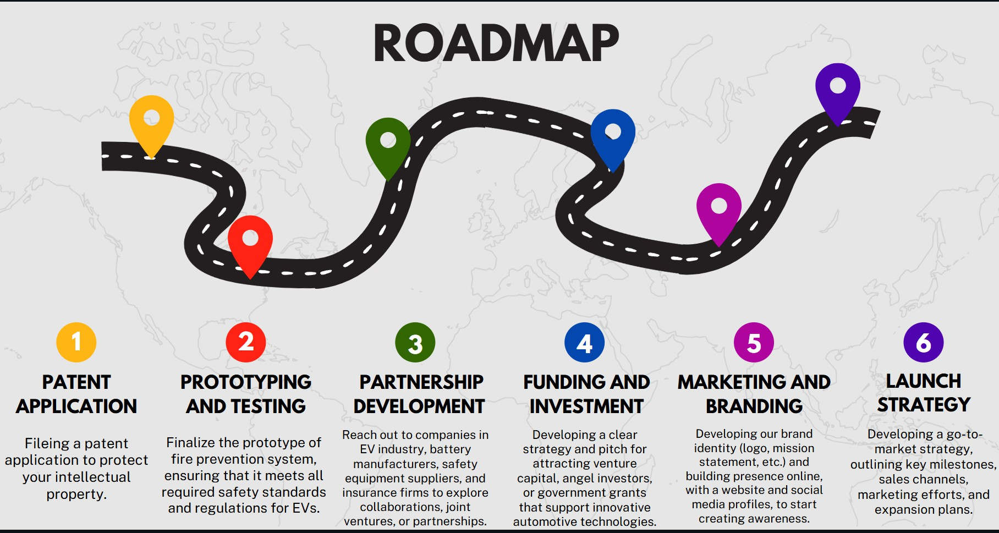 ROADMAP
1
PATENT
APPLICATION
Fileing a patent
application to protect
your intellectual
property.
2
PROTOTYPING
AND TESTING
Finalize the prototype of
fire prevention system,
ensuring that it meets all
required safety standards
and regulations for EVs.
3
PARTNERSHIP
DEVELOPMENT
Reach out to companies in
EV industry, battery
manufacturers, safety
equipment suppliers, and
insurance firms to explore
collaborations, joint
ventures, or partnerships.
4
FUNDING AND
INVESTMENT
Developing a clear
strategy and pitch for
attracting venture
capital, angel investors,
or government grants
that support innovative
automotive technologies.
5
MARKETING AND
BRANDING
Developing our brand
identity (logo, mission
statement, etc.) and
building presence online,
with a website and social
media profiles, to start
creating awareness.
6
LAUNCH
STRATEGY
Developing a go-to-
market strategy,
outlining key milestones,
sales channels,
marketing efforts, and
expansion plans.